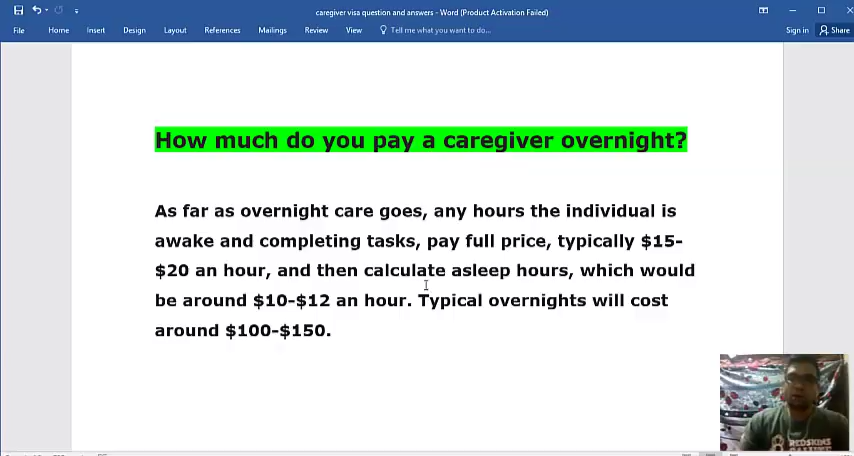 caregiver visa question and answers - Word (Product Activation Failed)
File Home Insert Design Layout References Mailings Review View Tell me what you want to do... Sign in Share
How much do you pay a caregiver overnight?
As far as overnight care goes, any hours the individual is
awake and completing tasks, pay full price, typically $15-
$20 an hour, and then calculate asleep hours, which would
be around $10-$12 an hour. Typical overnights will cost
around $100-$150.
REDSKINS